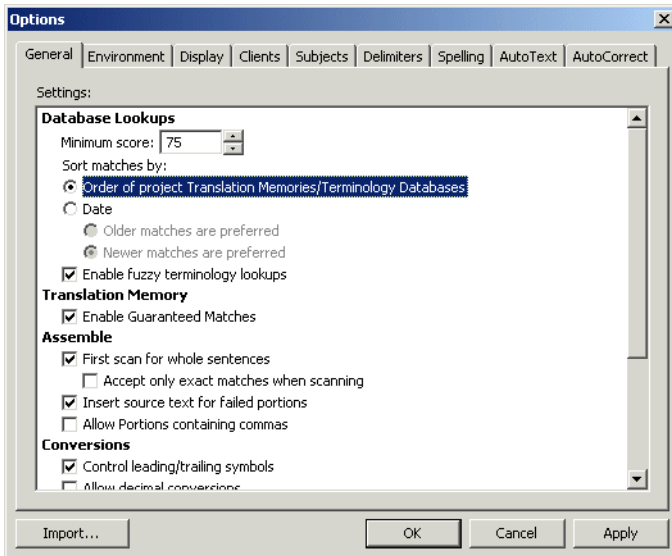 Options
General Environment Display Clients Subjects Delimiters Spelling AutoText AutoCorrect
Settings:
Database Lookups
Minimum score: 75
Sort matches by:
Order of project Translation Memories/Terminology Databases
Date
Older matches are preferred
Newer matches are preferred
Enable fuzzy terminology lookups
Translation Memory
Enable Guaranteed Matches
Assemble
First scan for whole sentences
Accept only exact matches when scanning
Insert source text for failed portions
Allow Portions containing commas
Conversions
Control leading/trailing symbols
Allow decimal conversions
Import... OK Cancel Apply